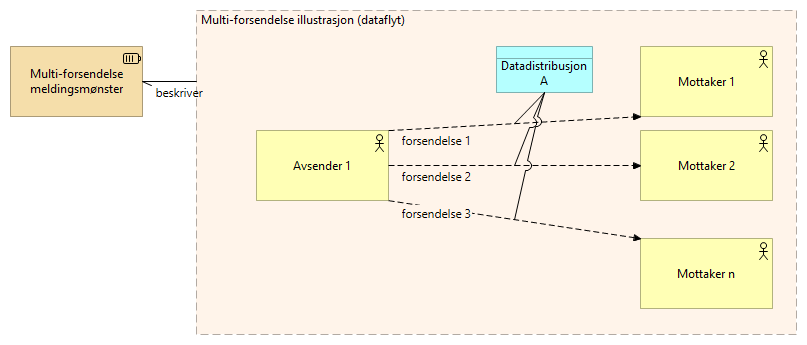 Multi-forsendelse illustrasjon (dataflyt)
Multi-forsendelse
meldingsmønster
beskriver
Datadistribusjon
A
Mottaker 1
Avsender 1
forsendelse 1
forsendelse 2
forsendelse 3
Mottaker 2
Mottaker n